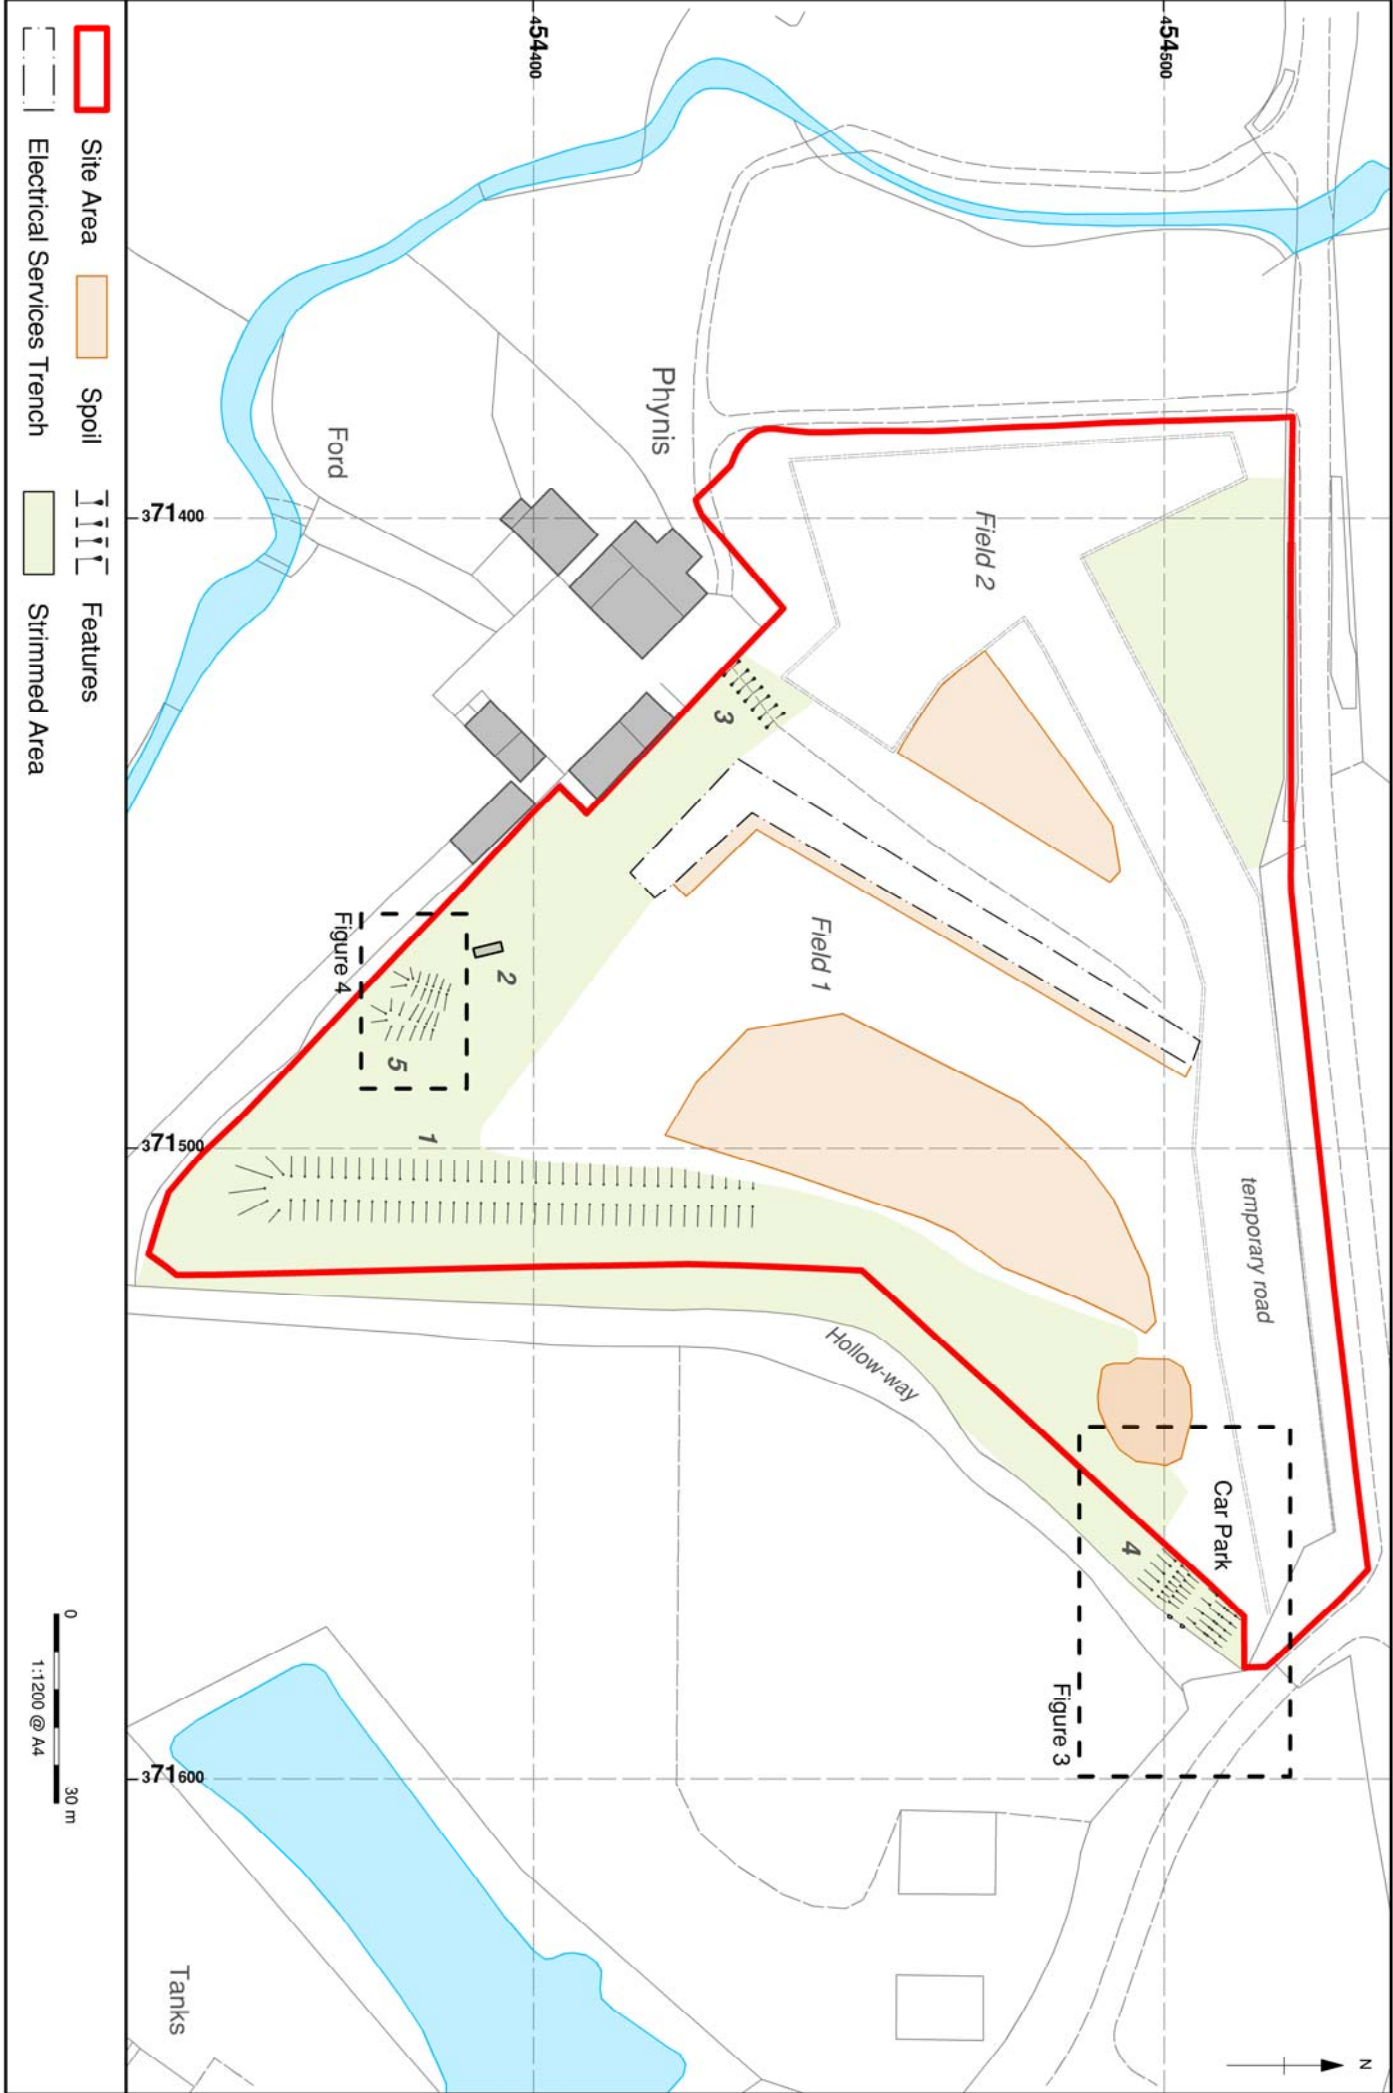 454500
454400
371400
371500
371600
N
temporary road
Car Park
Figure 3
4
Field 2
Field 1
Hollow-way
Phynis
3
2
5
1
Figure 4
Ford
Tanks
Site Area
Spoil
Features
Electrical Services Trench
Strimmed Area
0
30 m
1:1200 @ A4